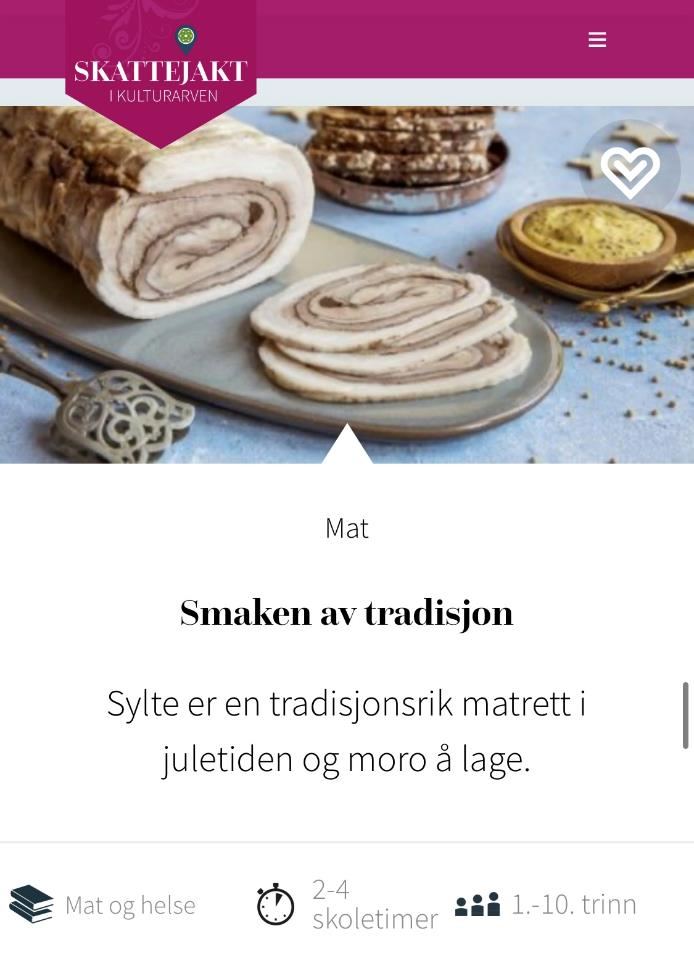 SKATTEJAKT
I KULTURARVEN
Mat
Smaken av tradisjon
Sylte er en tradisjonsrik matrett i
juletiden og moro å lage.
Mat og helse
2-4
skoletimer
1.-10. trinn